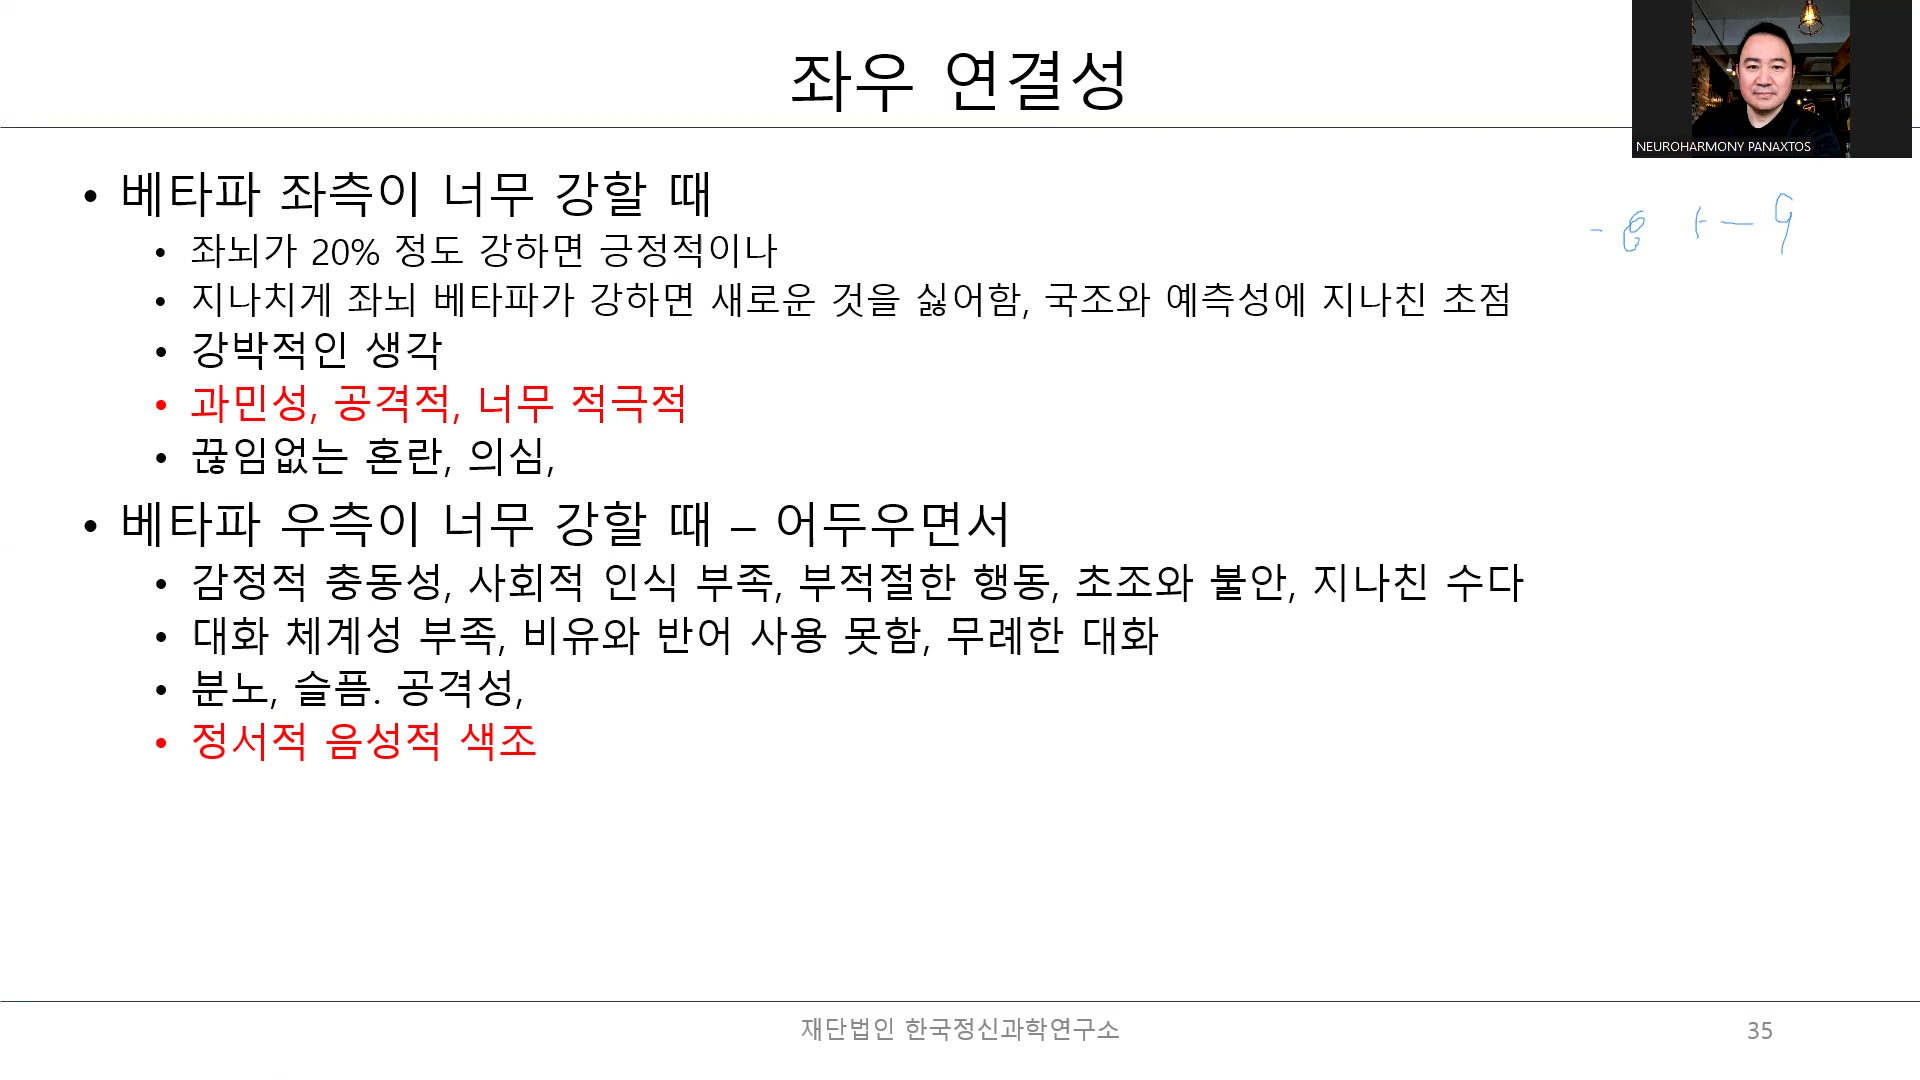 좌우 연결성
NEUROHARMONY PANAXTOS
• 베타파 좌측이 너무 강할 때
• 좌뇌가 20% 정도 강하면 긍정적이나
• 지나치게 좌뇌 베타파가 강하면 새로운 것을 싫어함, 국조와 예측성에 지나친 초점
• 강박적인 생각
• 과민성, 공격적, 너무 적극적
• 끊임없는 혼란, 의심,
• 베타파 우측이 너무 강할 때 – 어두우면서
• 감정적 충동성, 사회적 인식 부족, 부적절한 행동, 초조와 불안, 지나친 수다
• 대화 체계성 부족, 비유와 반어 사용 못함, 무례한 대화
• 분노, 슬픔. 공격성,
• 정서적 음성적 색조
재단법인 한국정신과학연구소
35